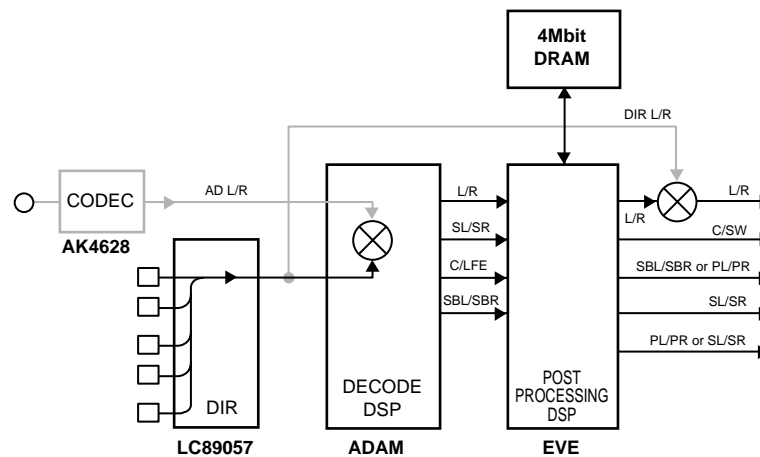 4Mbit
DRAM
DIR L/R
AD L/R
L/R
L/R
L/R
CODEC
SL/SR
C/SW
AK4628
C/LFE
SBL/SBR or PL/PR
SBL/SBR
SL/SR
PL/PR or SL/SR
DECODE
DSP
POST
PROCESSING
DSP
DIR
LC89057
ADAM
EVE